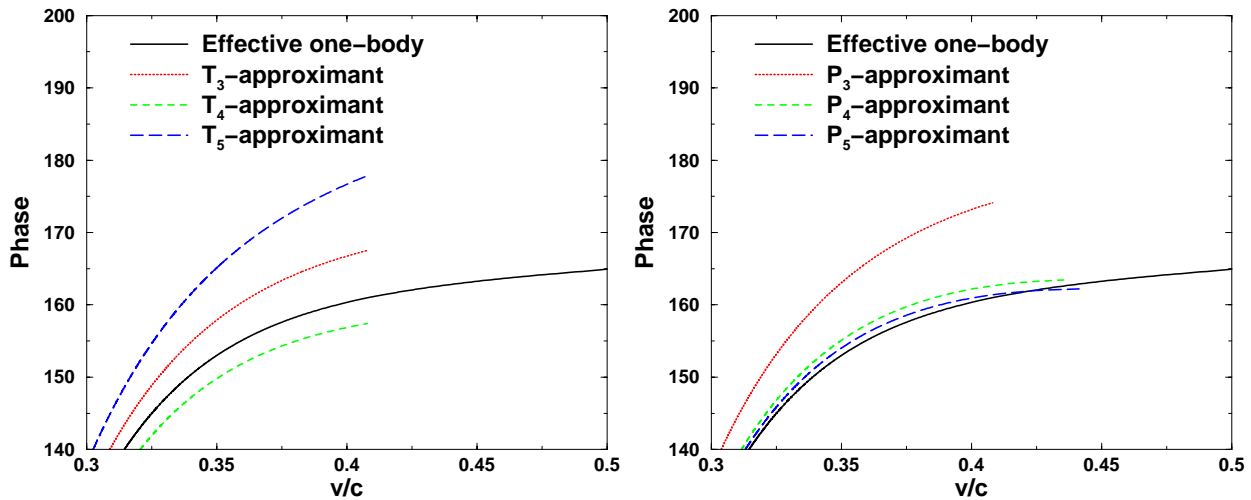 200
190
180
170
160
150
140
Phase
0.3
0.35
0.4
0.45
0.5
v/c
Effective one−body
T3−approximant
T4−approximant
T5−approximant
200
190
180
170
160
150
140
Phase
0.3
0.35
0.4
0.45
0.5
v/c
Effective one−body
P3−approximant
P4−approximant
P5−approximant